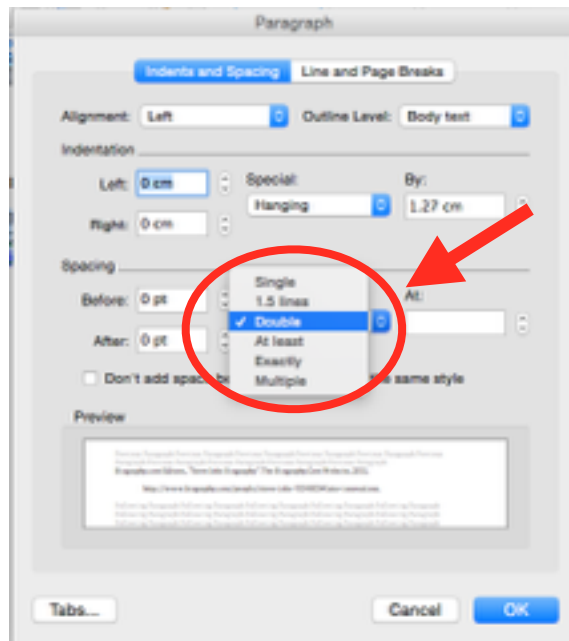 Paragraph
Indents and Spacing Line and Page Breaks
Alignment: Left Outline Level: Body text
Indentation
Left: 0 cm Special: By:
Hanging 1.27 cm
Right: 0 cm
Spacing
Single
Before: 0 pt 1.5 lines At:
✓ Double
After: 0 pt At least
Exactly
Don't add space same style
Multiple
Preview
Tabs... Cancel OK